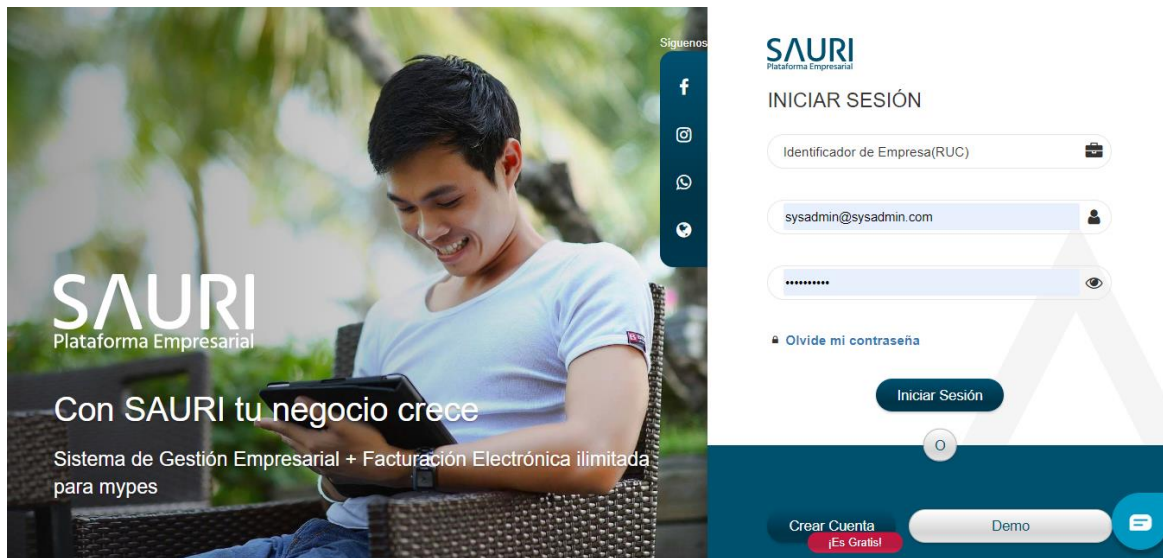 Síguenos
SAURI
Plataforma Empresarial
Con SAURI tu negocio crece
Sistema de Gestión Empresarial + Facturación Electrónica ilimitada
para mypes
SAURI
Plataforma Empresarial
INICIAR SESIÓN
Identificador de Empresa(RUC)
sysadmin@sysadmin.com
••••••••••
Olvide mi contraseña
Iniciar Sesión
O
Crear Cuenta
¡Es Gratis!
Demo